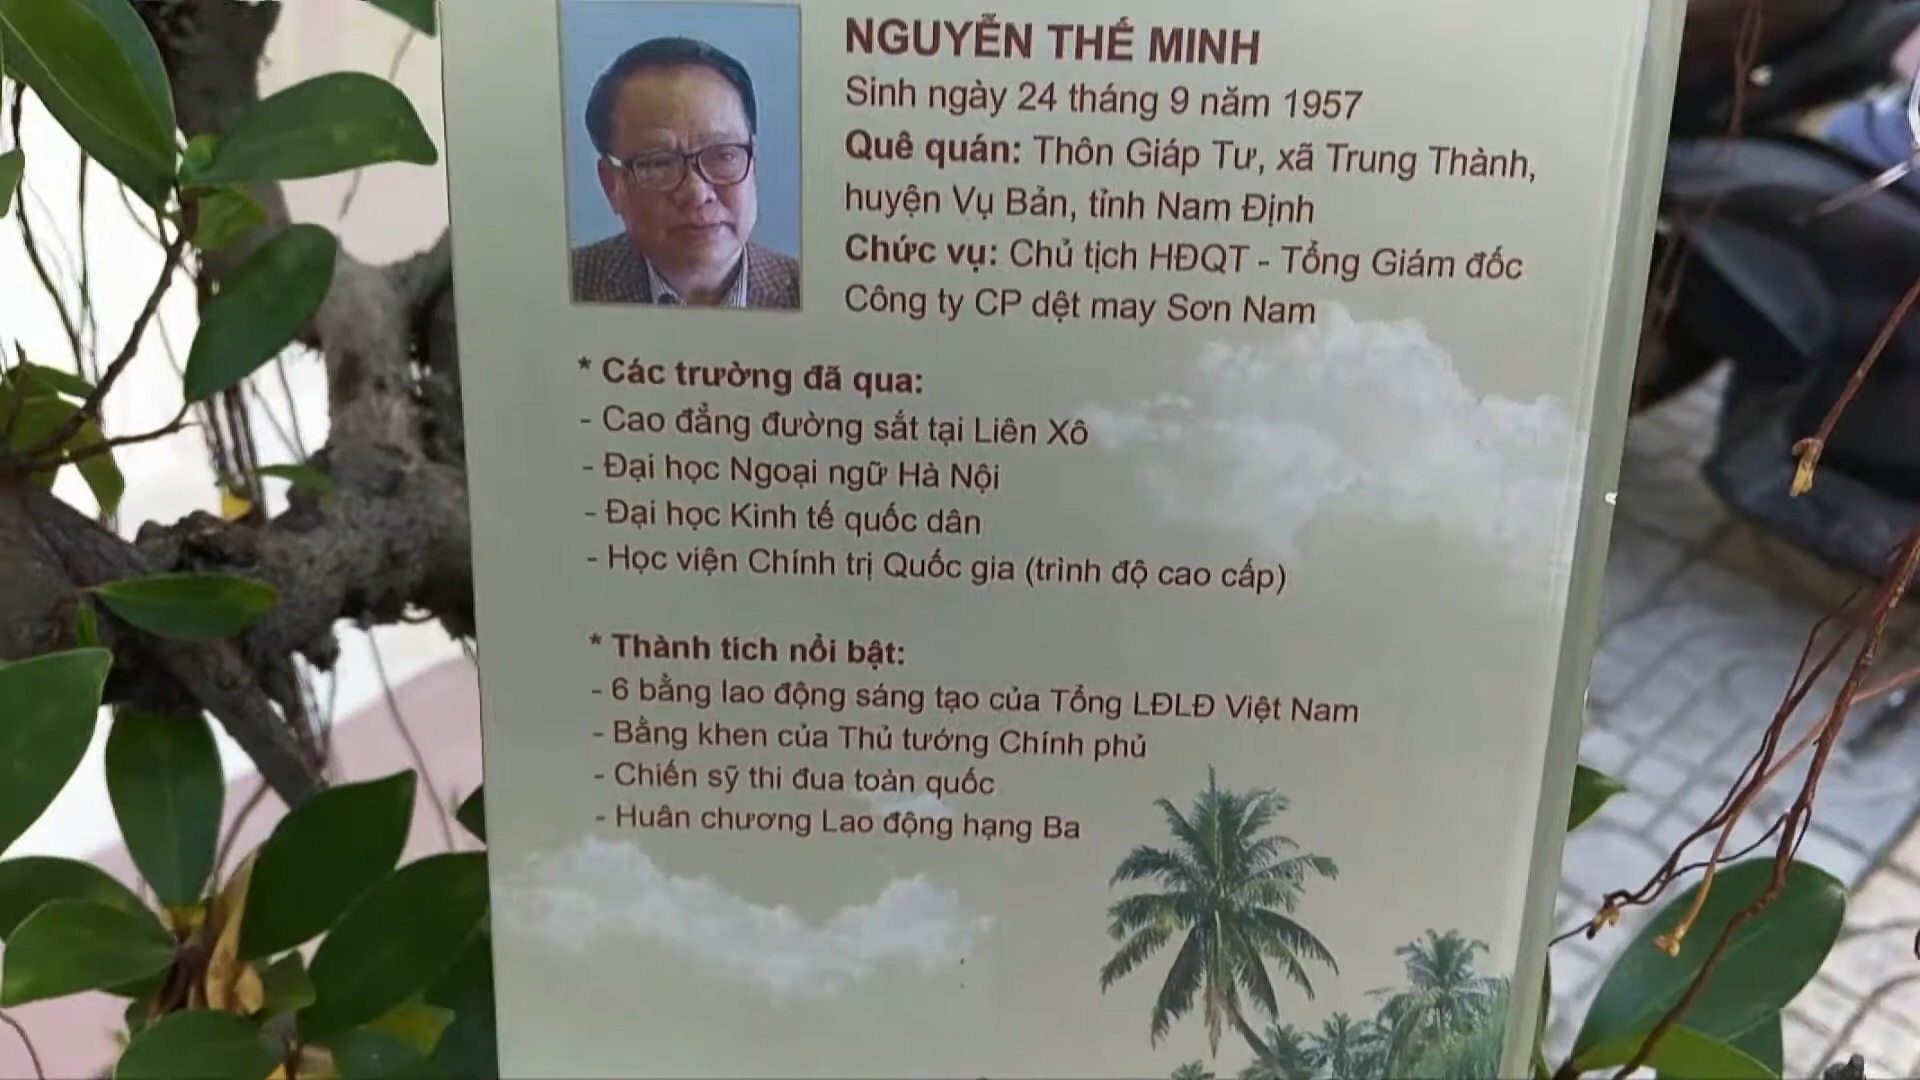 NGUYỄN THẾ MINH
Sinh ngày 24 tháng 9 năm 1957
Quê quán: Thôn Giáp Tư, xã Trung Thành,
huyện Vụ Bản, tỉnh Nam Định
Chức vụ: Chủ tịch HĐQT - Tổng Giám đốc
Công ty CP dệt may Sơn Nam
* Các trường đã qua:
- Cao đẳng đường sắt tại Liên Xô
- Đại học Ngoại ngữ Hà Nội
- Đại học Kinh tế quốc dân
- Học viện Chính trị Quốc gia (trình độ cao cấp)
* Thành tích nổi bật:
- 6 bằng lao động sáng tạo của Tổng LĐLĐ Việt Nam
- Bằng khen của Thủ tướng Chính phủ
- Chiến sỹ thi đua toàn quốc
- Huân chương Lao động hạng Ba